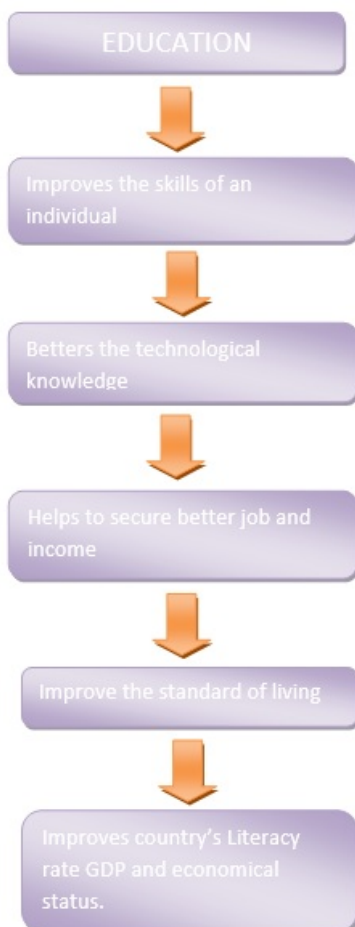 EDUCATION
Improves the skills of an
individual
Betters the technological
knowledge
Helps to secure better job and
income
Improve the standard of living
Improves country's Literacy
rate GDP and economical
status.